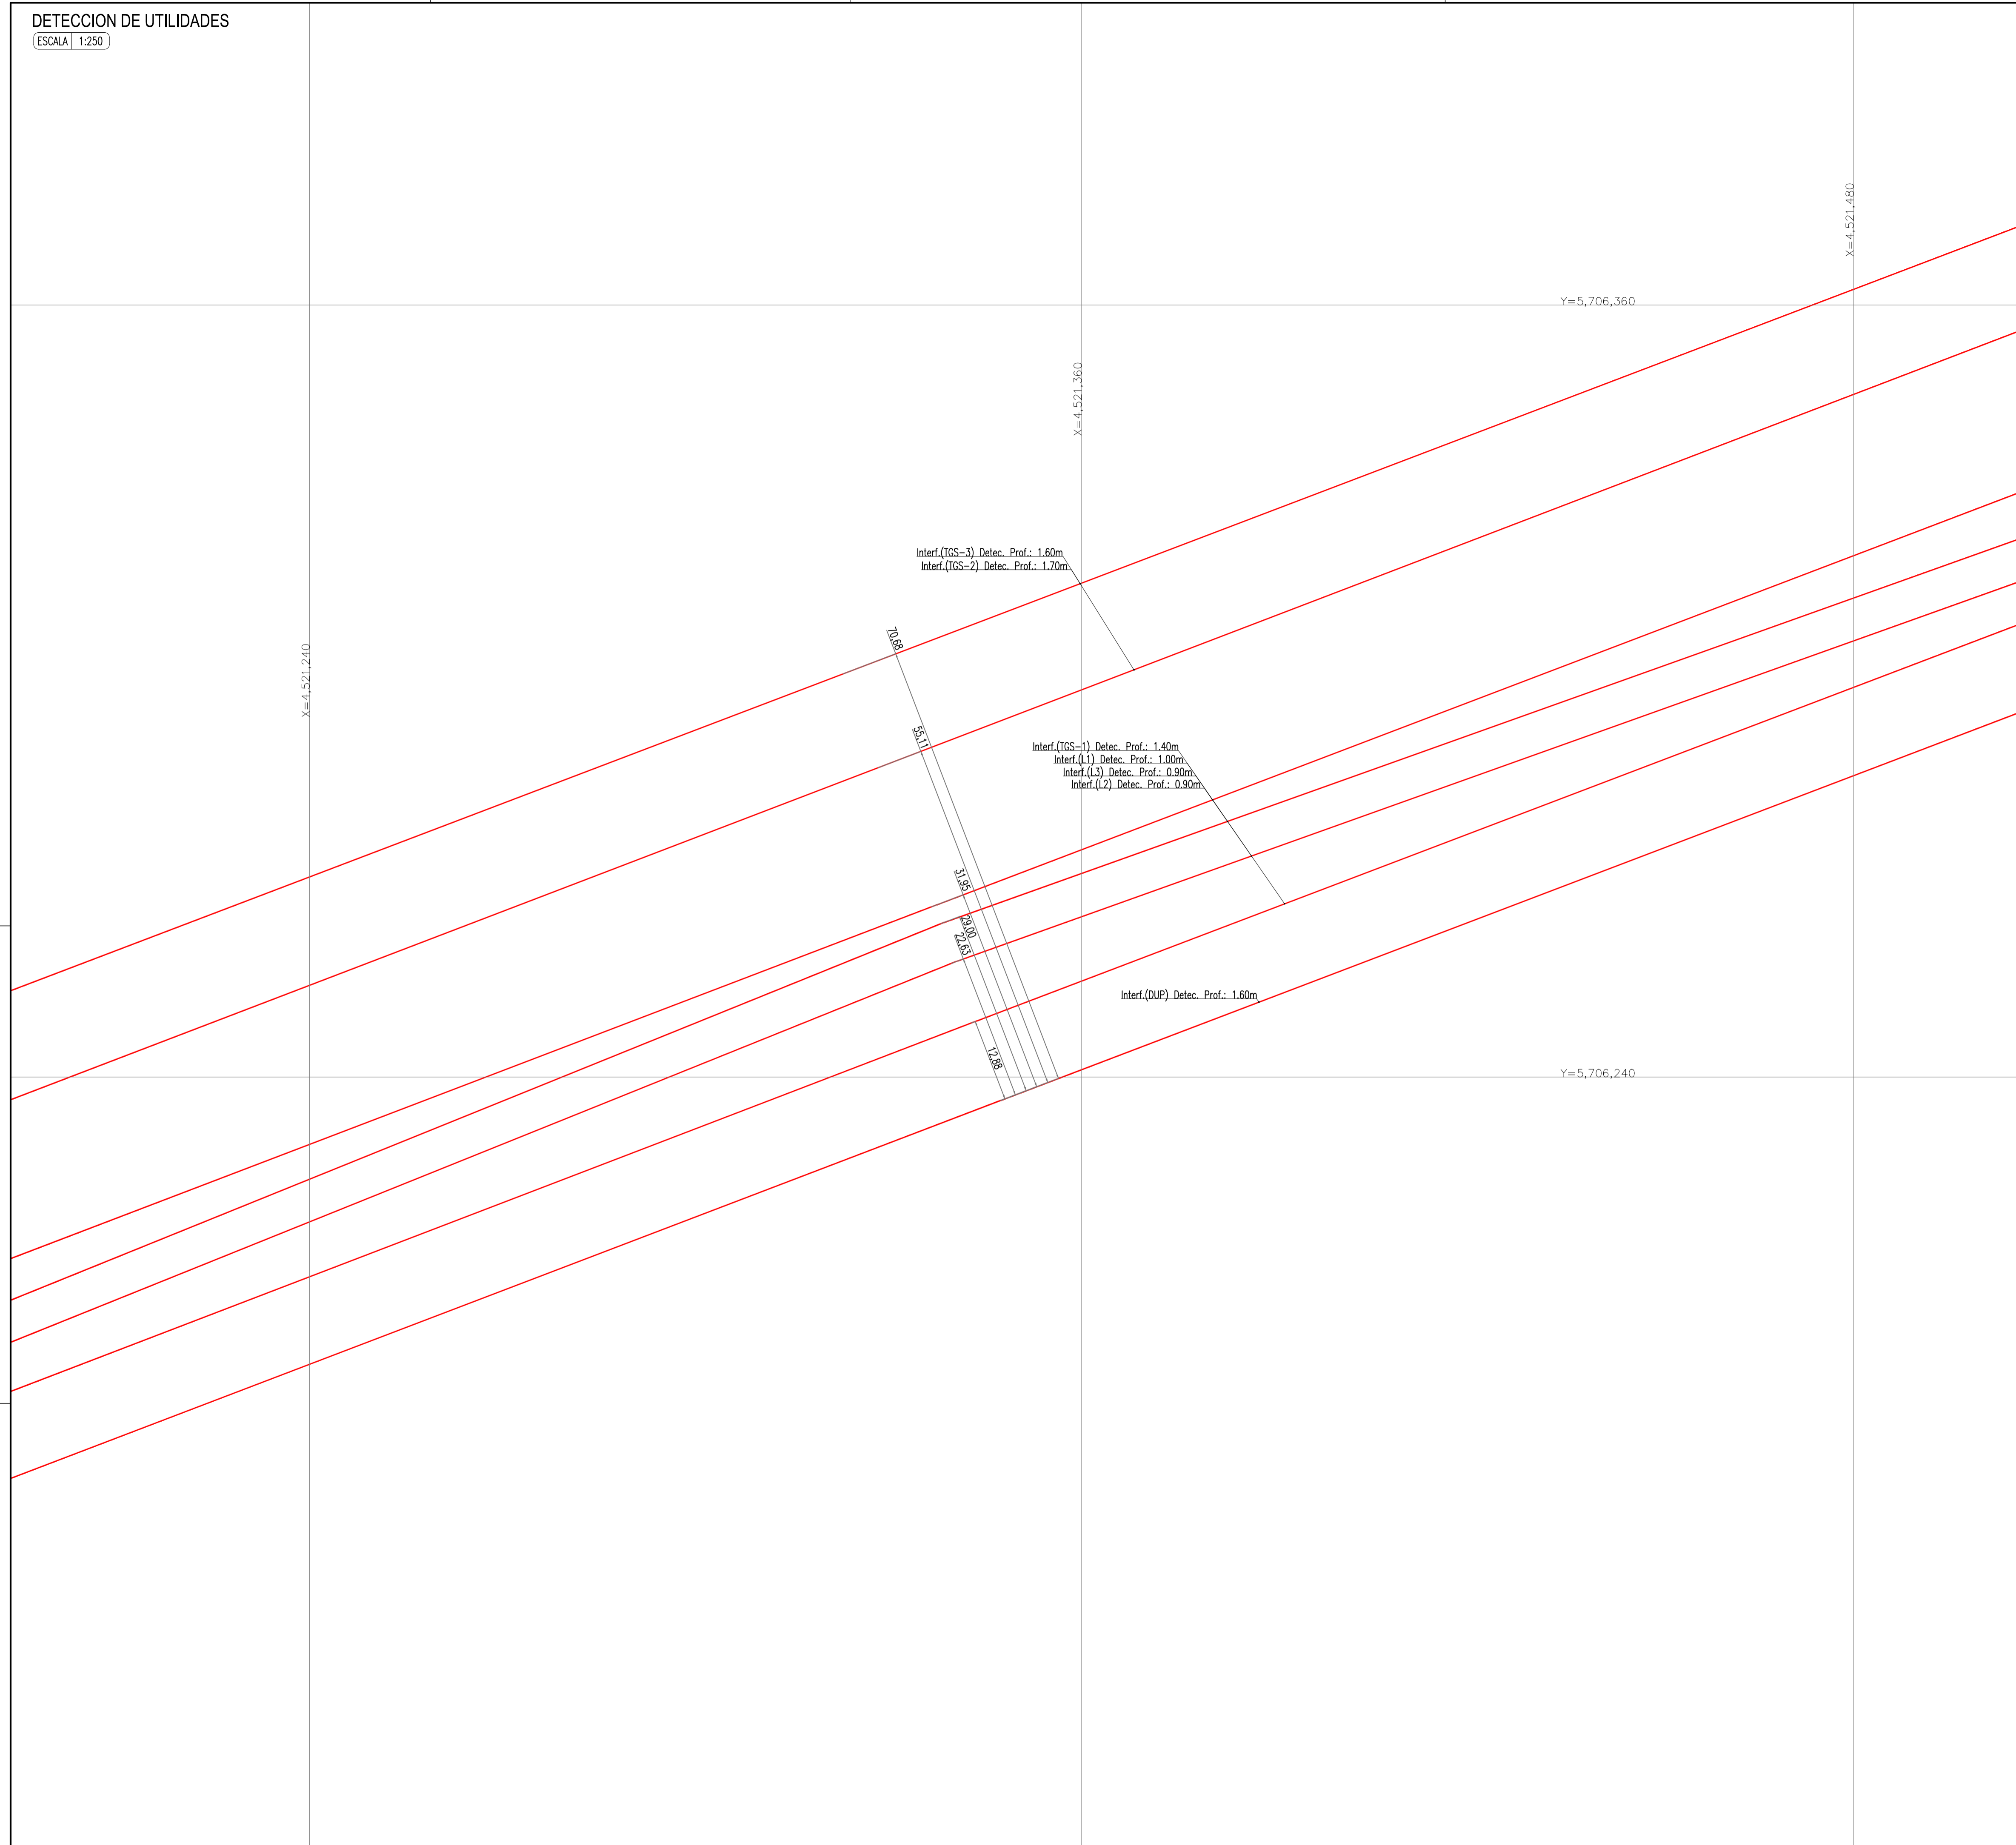 DETECCION DE UTILIDADES
ESCALA 1:250
X=4,521,480
Y=5,706,360
X=4,521,360
Interf.(TGS-3) Detec. Prof.: 1.60m
Interf.(TGS-2) Detec. Prof.: 1.70m
70,68
X=4,521,240
55,11
Interf.(TGS-1) Detec. Prof.: 1.40m
Interf.(L1) Detec. Prof.: 1.00m
Interf.(L3) Detec. Prof.: 0.90m
Interf.(L2) Detec. Prof.: 0.90m
31,95
29,00
22,63
Interf.(DUP) Detec. Prof.: 1.60m
12,88
Y=5,706,240